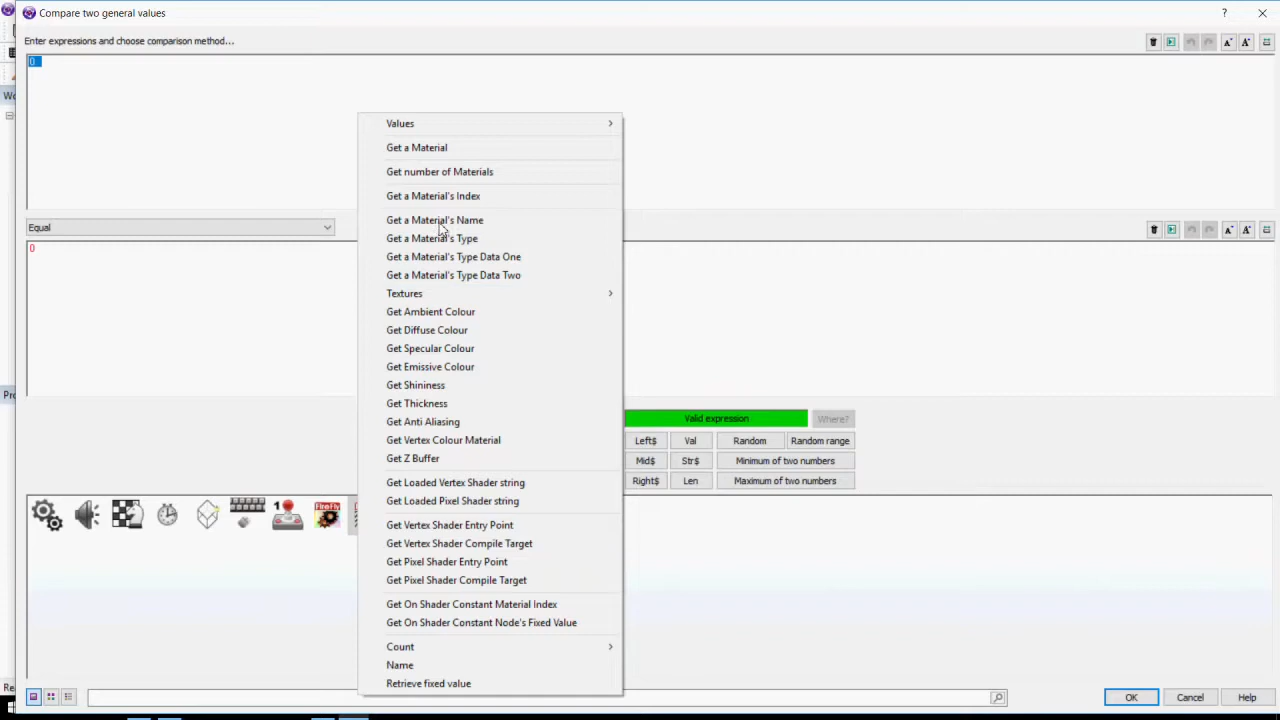 Compare two general values
?
Enter expressions and choose comparison method...
0
Values
Get a Material
Get number of Materials
Get a Material's Index
Get a Material's Name
Get a Material's Type
Get a Material's Type Data One
Get a Material's Type Data Two
Textures
Get Ambient Colour
Get Diffuse Colour
Get Specular Colour
Get Emissive Colour
Get Shininess
Get Thickness
Get Anti Aliasing
Get Vertex Colour Material
Get Z Buffer
Get Loaded Vertex Shader string
Get Loaded Pixel Shader string
Get Vertex Shader Entry Point
Get Vertex Shader Compile Target
Get Pixel Shader Entry Point
Get Pixel Shader Compile Target
Get On Shader Constant Material Index
Get On Shader Constant Node's Fixed Value
Count
Name
Retrieve fixed value
Equal
0
Valid expression
Where?
Left$ Val Random Random range
Mid$ Str$ Minimum of two numbers
Right$ Len Maximum of two numbers
1
FireFly
OK Cancel Help
Wo
Pro
Re